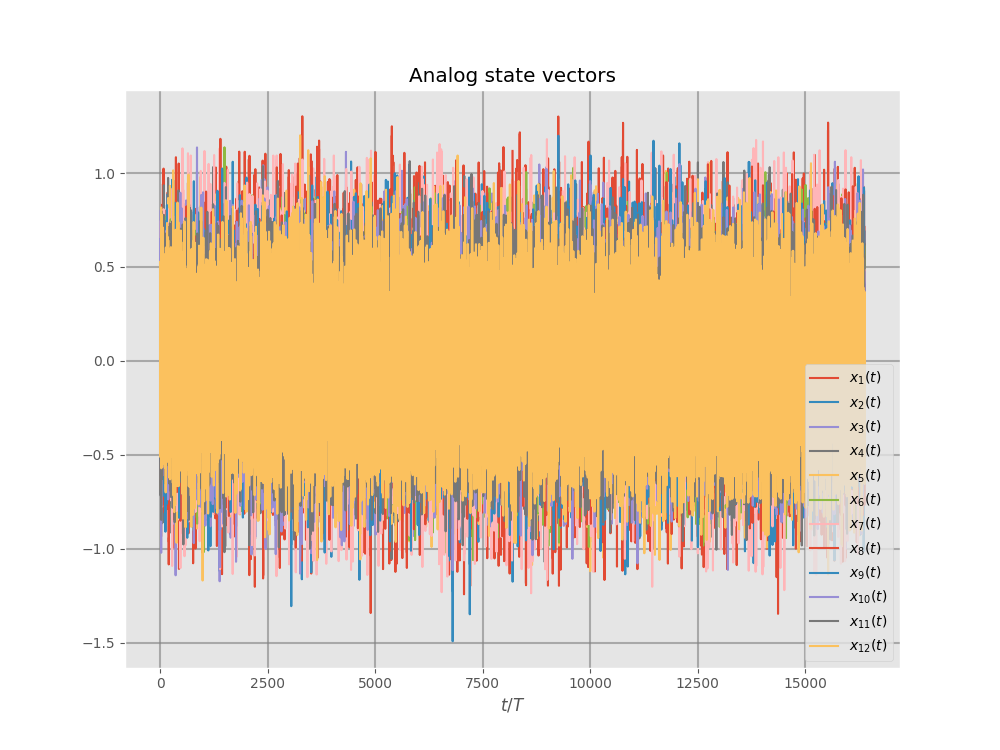 Analog state vectors
1.0
0.5
0.0
−0.5
−1.0
−1.5
0
2500
5000
7500
10000
12500
15000
t/T
x₁(t)
x₂(t)
x₃(t)
x₄(t)
x₅(t)
x₆(t)
x₇(t)
x₈(t)
x₉(t)
x₁₀(t)
x₁₁(t)
x₁₂(t)